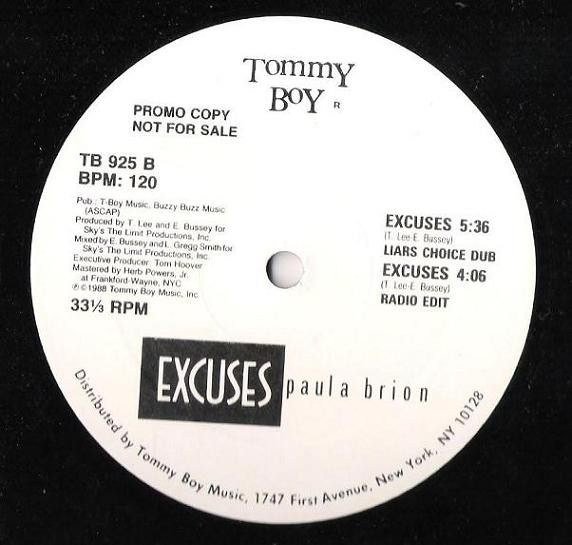 Tommy
Boy R
PROMO COPY
NOT FOR SALE
TB 925 B
BPM: 120
Pub.: T-Boy Music, Buzzy Buzz Music
(ASCAP)
Produced by T. Lee and E. Bussey for
Sky's The Limit Productions, Inc.
Mixed by E. Bussey and L. Gregg Smith for
Sky's The Limit Productions, Inc.
Executive Producer: Tom Hoover
Mastered by Herb Powers, Jr.
at Frankford-Wayne, NYC
℗©1988 Tommy Boy Music, Inc.
33⅓ RPM
EXCUSES 5:36
(T. Lee-E. Bussey)
LIARS CHOICE DUB
EXCUSES 4:06
(T. Lee-E. Bussey)
RADIO EDIT
EXCUSES paula brion
Distributed by Tommy Boy Music, 1747 First Avenue, New York, NY 10128